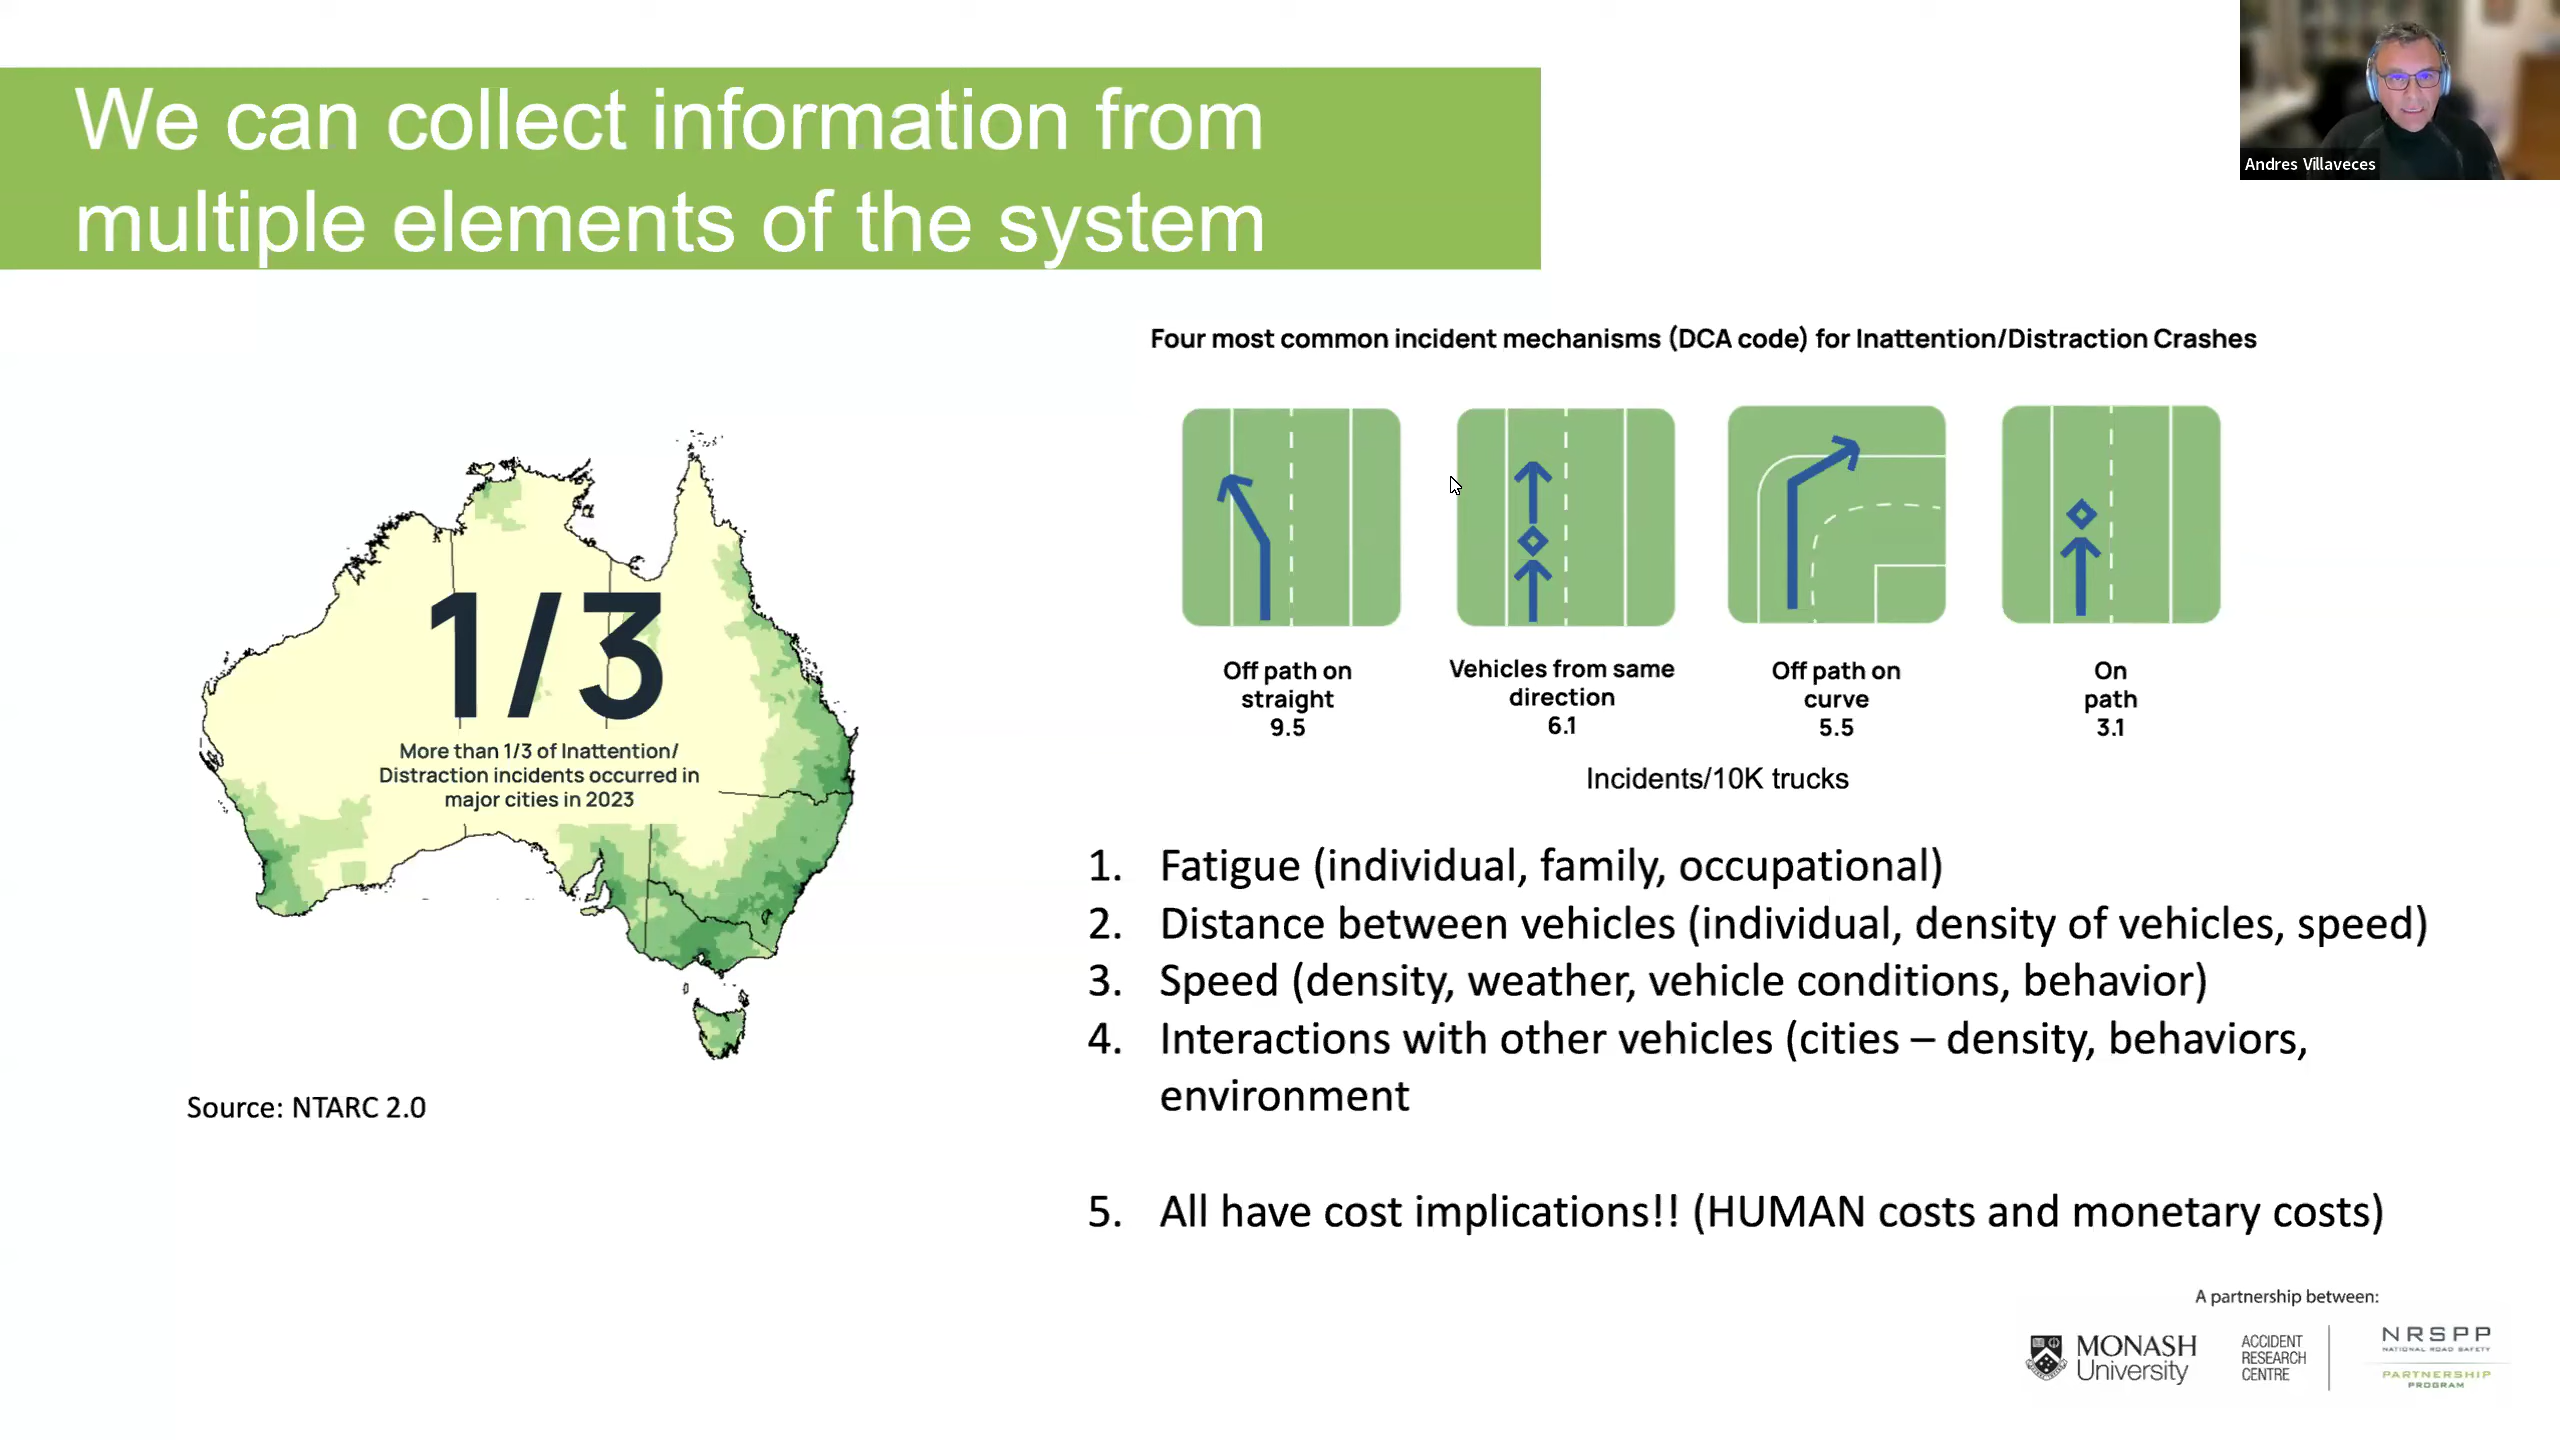 We can collect information from
multiple elements of the system
Andres Villaveces
Four most common incident mechanisms (DCA code) for Inattention/Distraction Crashes
Off path on
straight
9.5
Vehicles from same
direction
6.1
Off path on
curve
5.5
On
path
3.1
Incidents/10K trucks
1/3
More than 1/3 of Inattention/
Distraction incidents occurred in
major cities in 2023
Source: NTARC 2.0
1. Fatigue (individual, family, occupational)
2. Distance between vehicles (individual, density of vehicles, speed)
3. Speed (density, weather, vehicle conditions, behavior)
4. Interactions with other vehicles (cities – density, behaviors,
environment
5. All have cost implications!! (HUMAN costs and monetary costs)
A partnership between:
MONASH
University
ACCIDENT
RESEARCH
CENTRE
NRSPP
NATIONAL ROAD SAFETY
PARTNERSHIP
PROGRAM